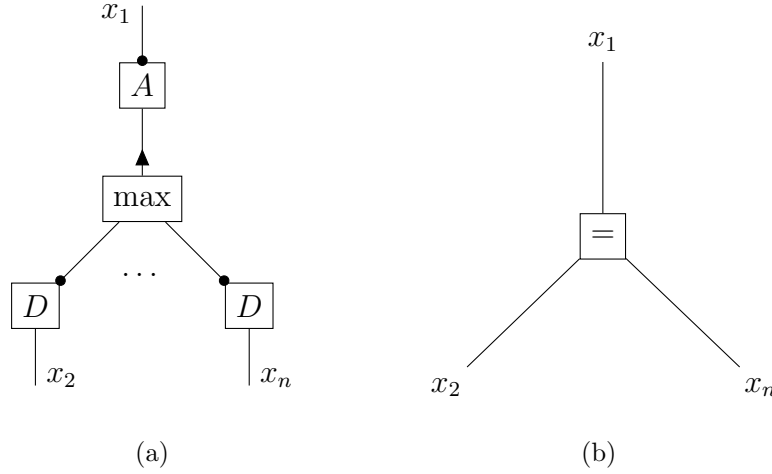 x₁
A
max
...
D D
x₂ xₙ
(a)
x₁
=
x₂ xₙ
(b)